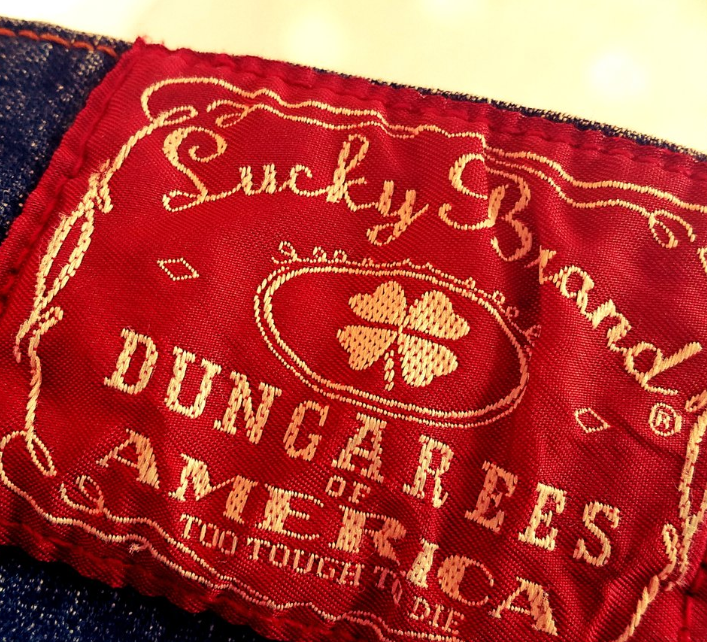 Lucky Brand®
DUNGAREES
OF
AMERICA
TOO TOUGH TO DIE